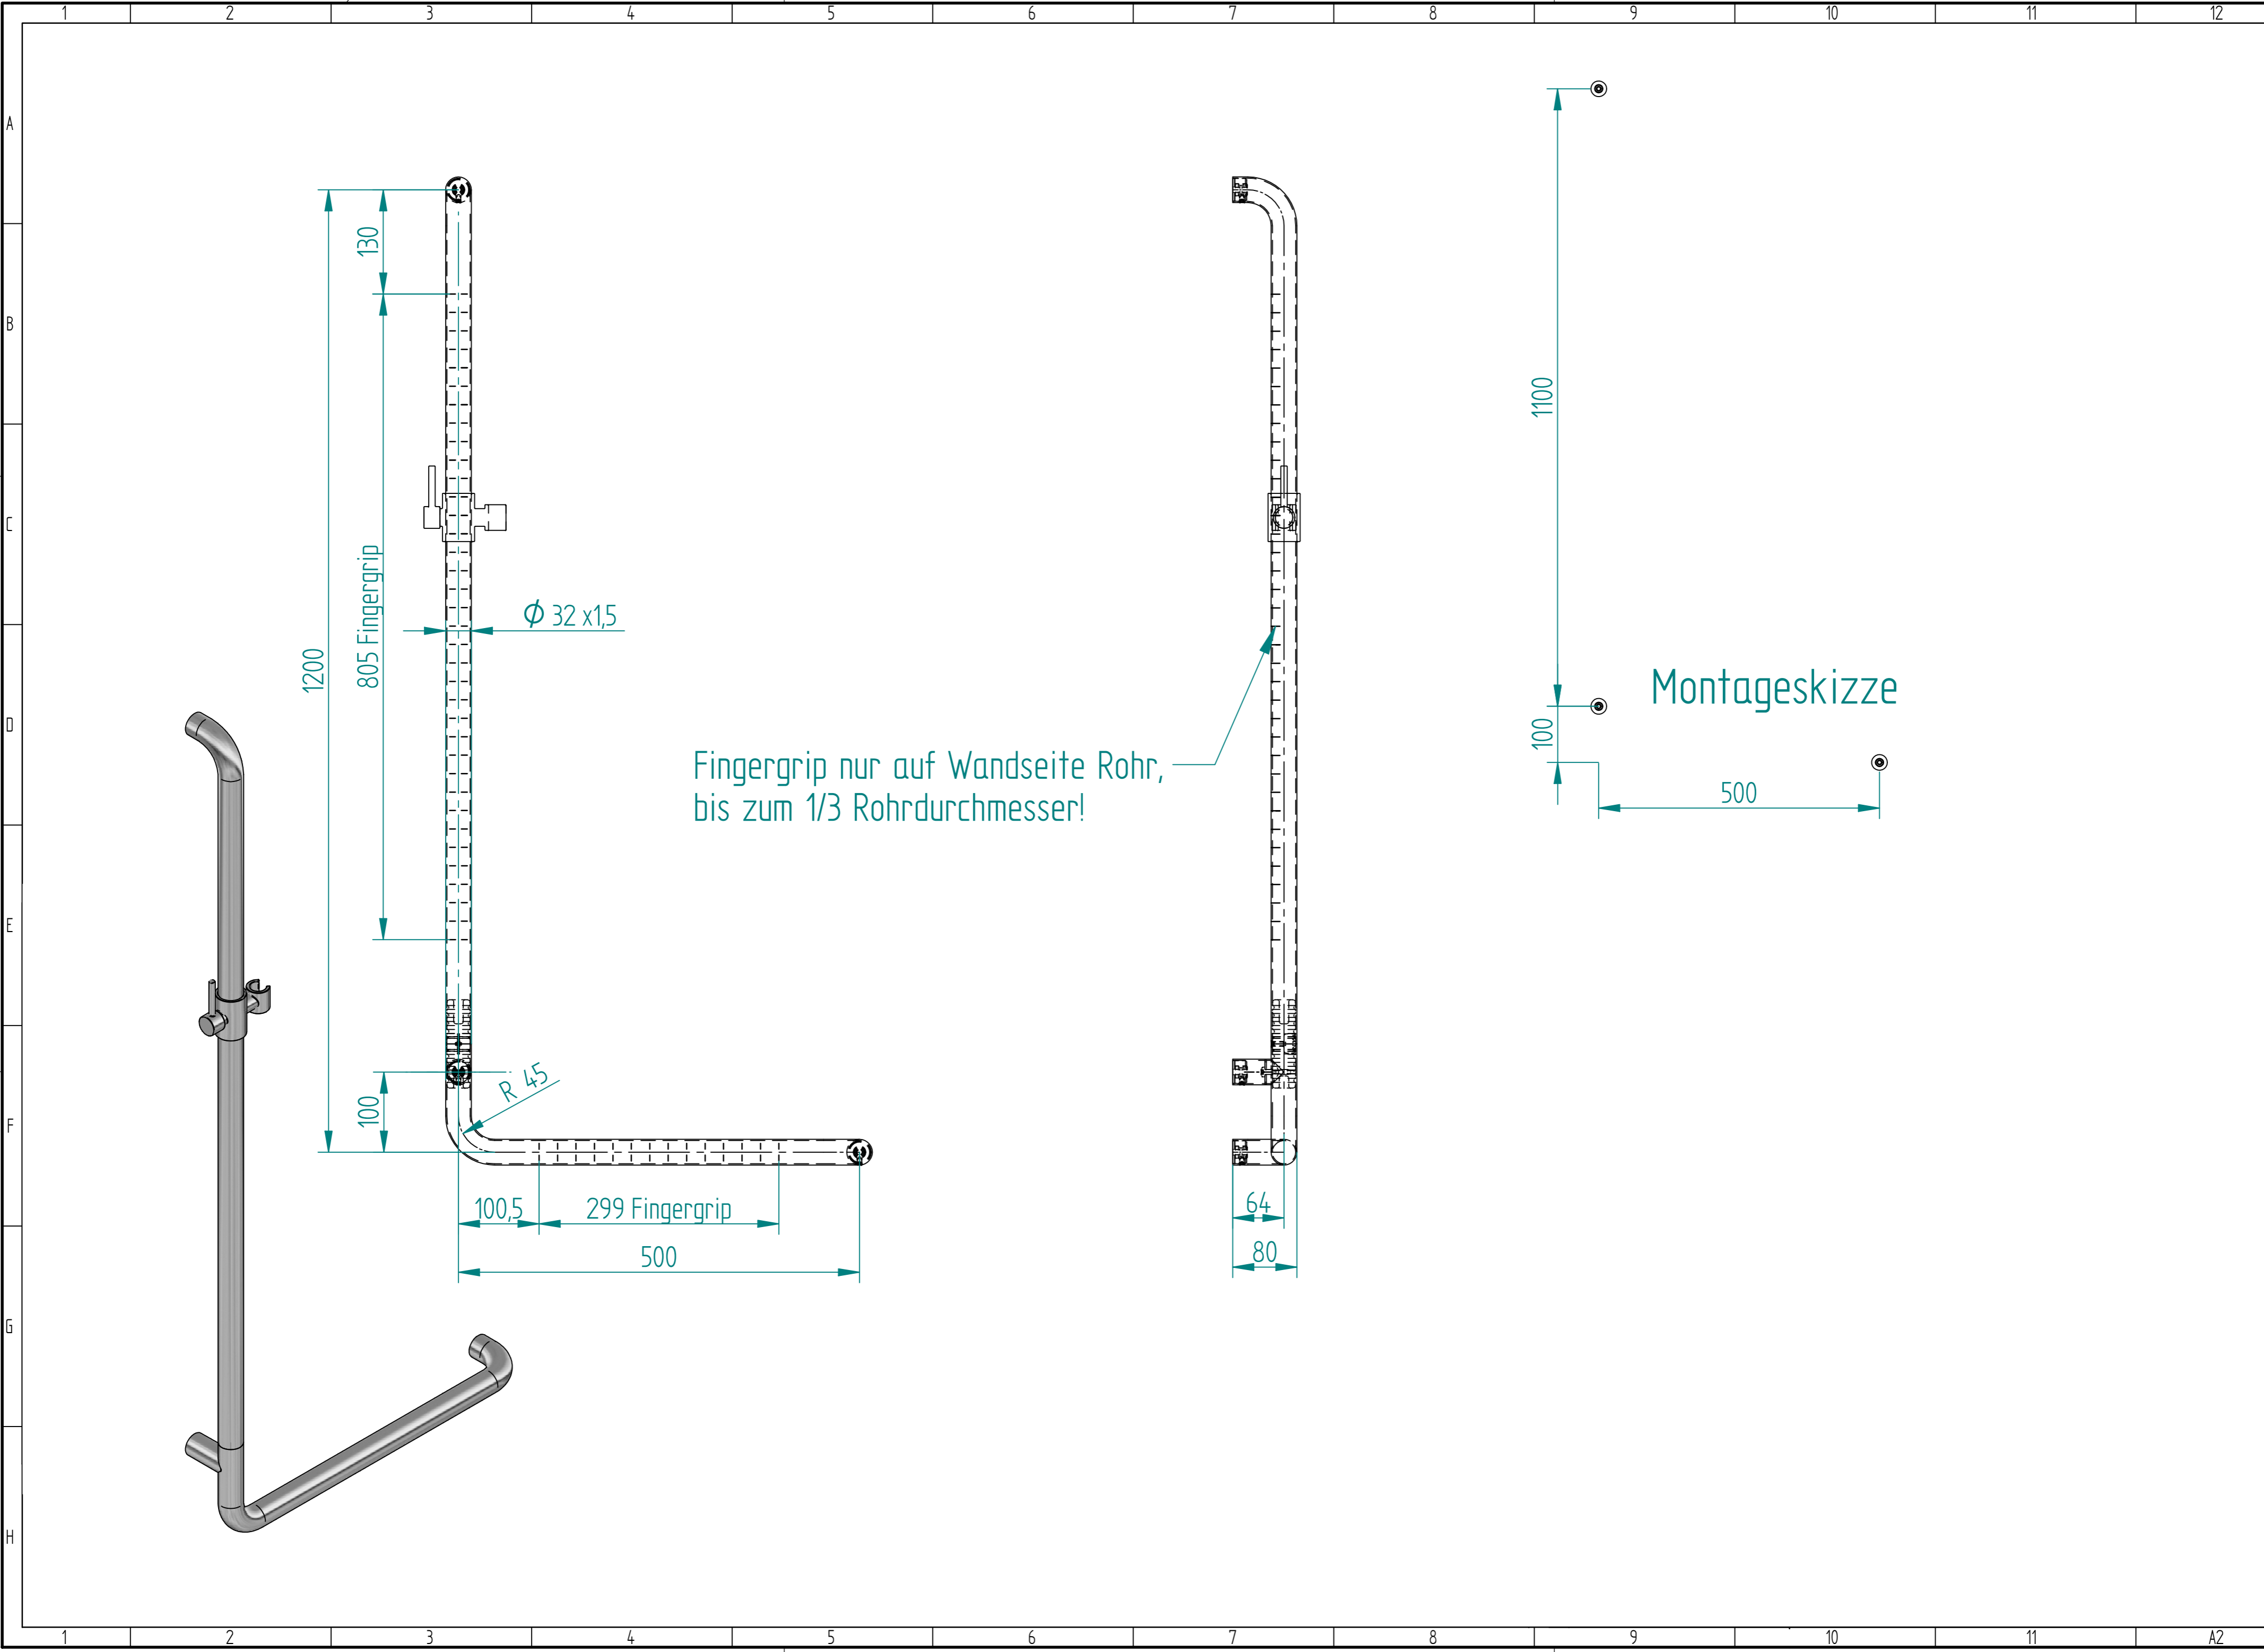 1 2 3 4 5 6 7 8 9 10 11 12
A
B
C
D
E
F
G
H
130
1200
805 Fingergrip
Ø 32 x1,5
100
R 45
100,5
299 Fingergrip
500
Fingergrip nur auf Wandseite Rohr,
bis zum 1/3 Rohrdurchmesser!
64
80
1100
100
500
Montageskizze
1 2 3 4 5 6 7 8 9 10 11 A2